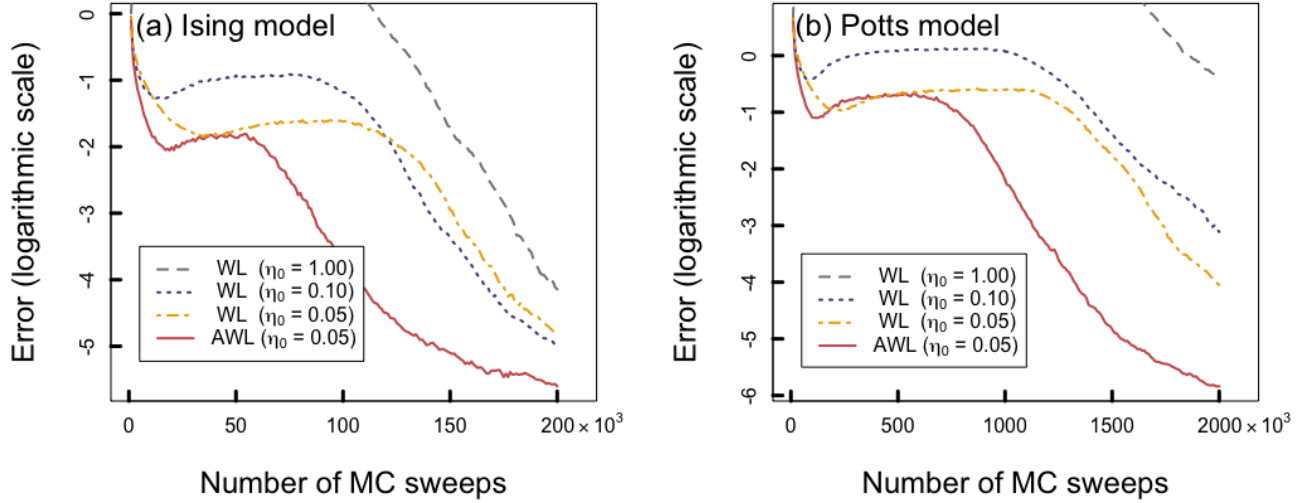 (a) Ising model
Error (logarithmic scale)
0
-1
-2
-3
-4
-5
WL (η₀ = 1.00)
WL (η₀ = 0.10)
WL (η₀ = 0.05)
AWL (η₀ = 0.05)
0 50 100 150 200 × 10³
Number of MC sweeps
(b) Potts model
Error (logarithmic scale)
0
-1
-2
-3
-4
-5
-6
WL (η₀ = 1.00)
WL (η₀ = 0.10)
WL (η₀ = 0.05)
AWL (η₀ = 0.05)
0 500 1000 1500 2000 × 10³
Number of MC sweeps